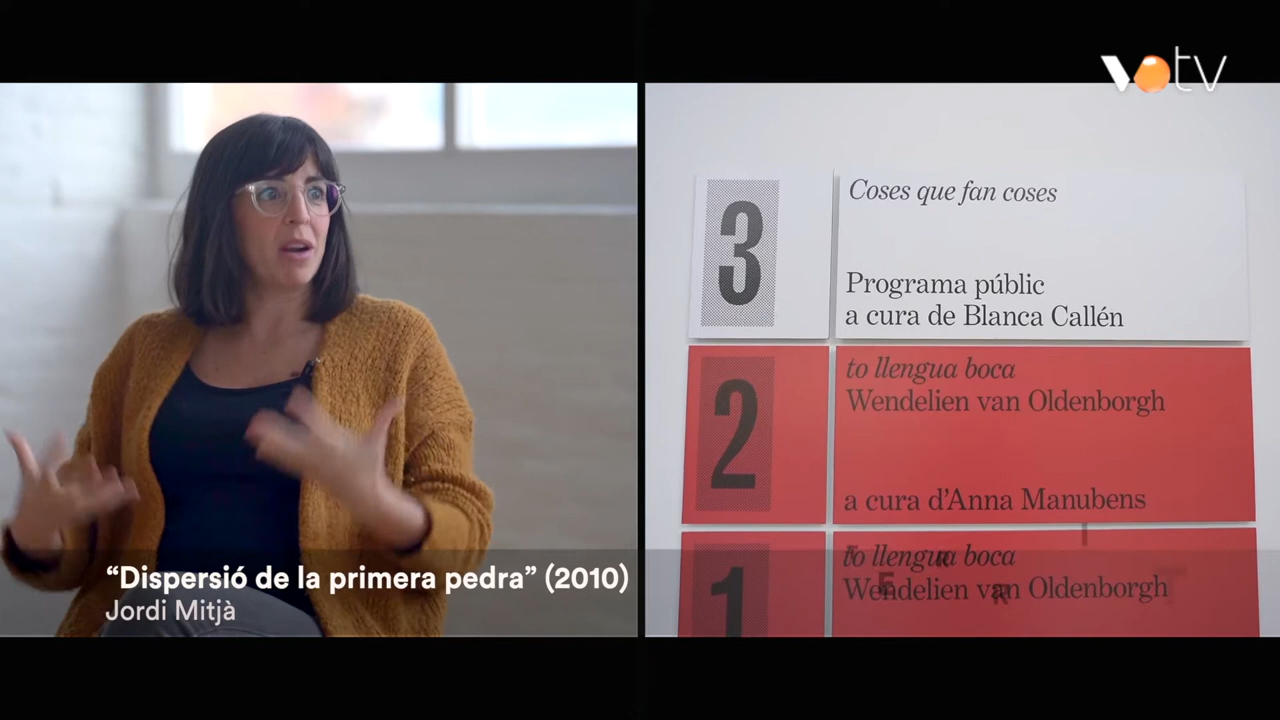 votv
3
Coses que fan coses
Programa públic
a cura de Blanca Callén
2
to llengua boca
Wendelien van Oldenborgh
a cura d’Anna Manubens
1
to llengua boca
Wendelien van Oldenborgh
“Dispersió de la primera pedra” (2010)
Jordi Mitjà